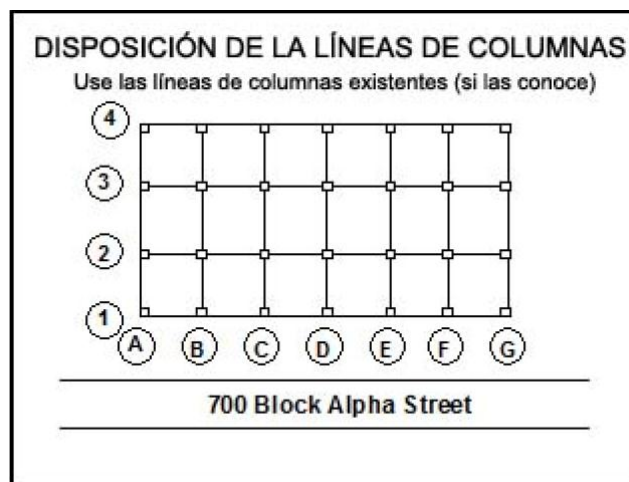 DISPOSICIÓN DE LA LÍNEAS DE COLUMNAS
Use las líneas de columnas existentes (si las conoce)
4
3
2
1
A B C D E F G
700 Block Alpha Street